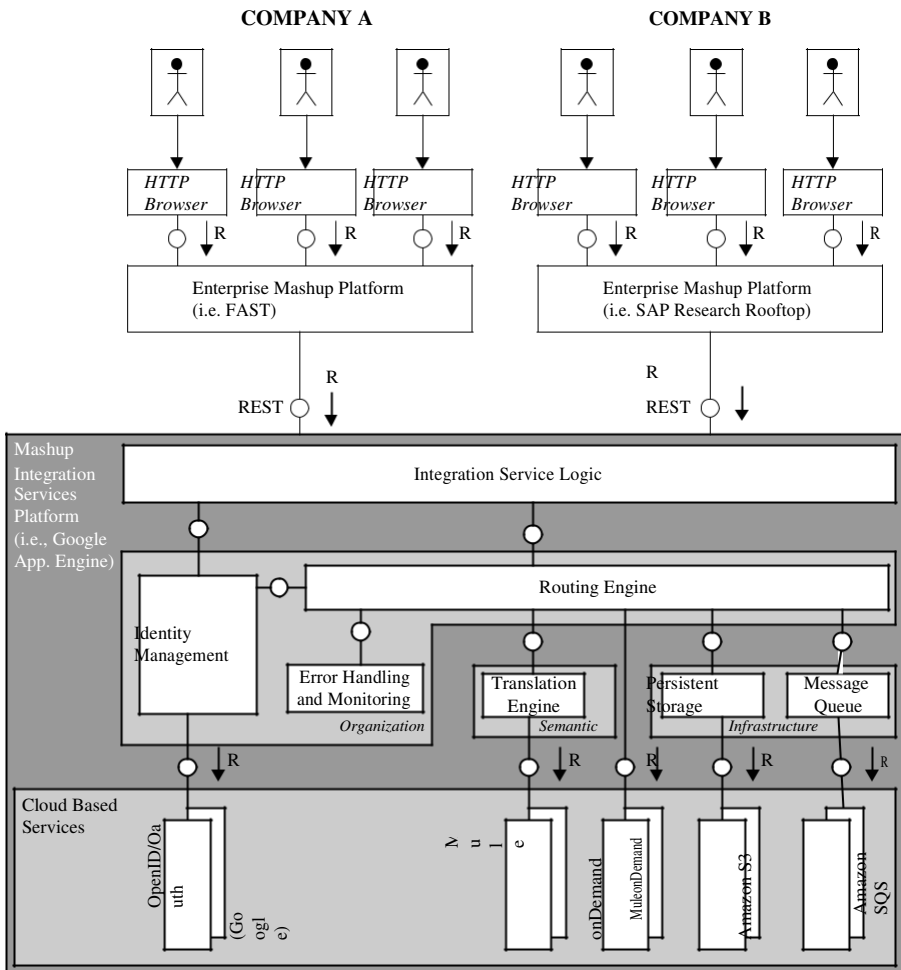 COMPANY A
COMPANY B
HTTP
Browser
HTTP
Browser
HTTP
Browser
HTTP
Browser
HTTP
Browser
HTTP
Browser
R
R
R
R
R
R
Enterprise Mashup Platform
(i.e. FAST)
Enterprise Mashup Platform
(i.e. SAP Research Rooftop)
R
R
REST
REST
Mashup
Integration
Services
Platform
(i.e., Google
App. Engine)
Integration Service Logic
Routing Engine
Identity
Management
Error Handling
and Monitoring
Organization
Translation
Engine
Semantic
Persistent
Storage
Message
Queue
Infrastructure
R
R
R
R
R
Cloud Based
Services
OpenID/Oa
uth
(Go
ogl
e)
M
u
l
e
onDemand
MuleonDemand
Amazon S3
Amazon
SQS